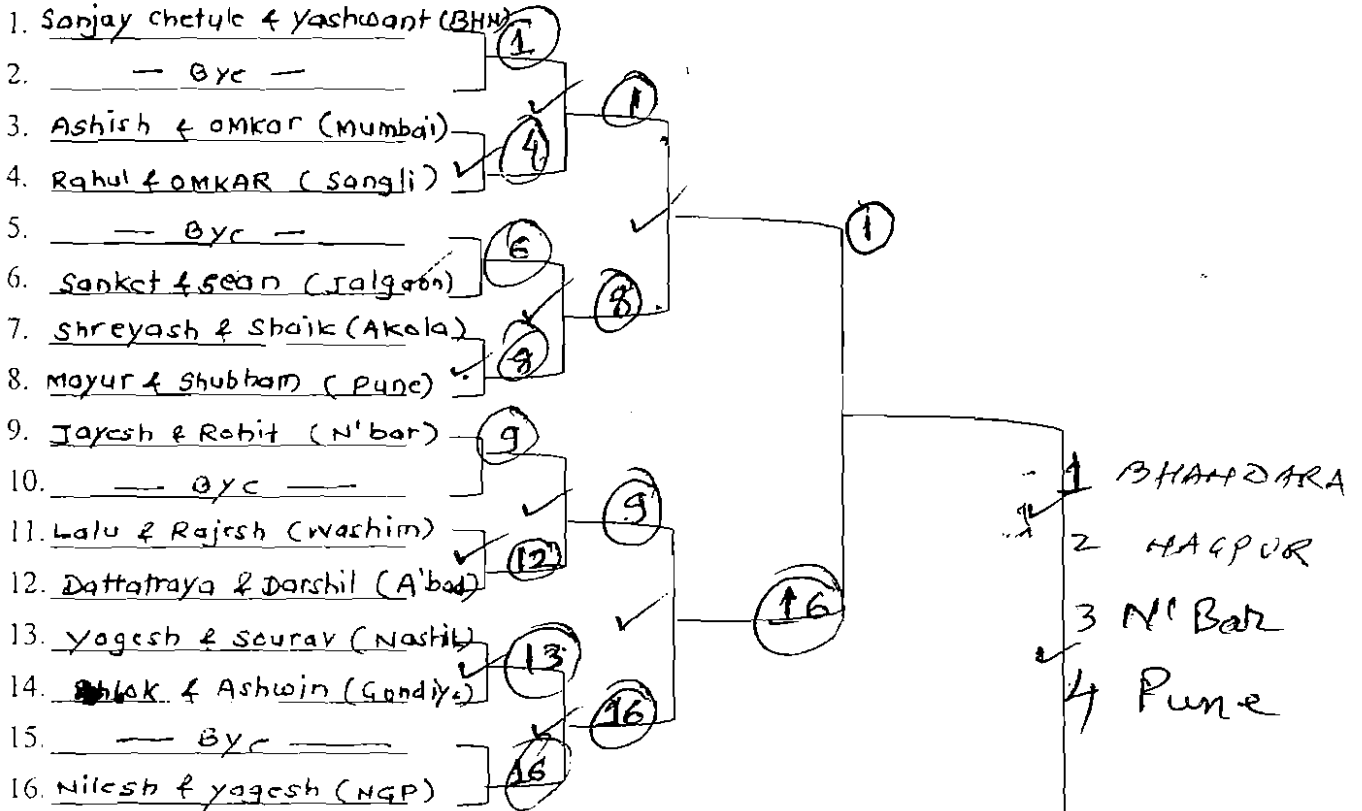 1. Sanjay Chetule & Yashwant (BHN)
1
2. — Bye —
1
3. Ashish & OMKAR (Mumbai)
4
4. Rahul & OMKAR (Sangli)
1
5. — Bye —
6
6. Sanket & Sean (Jalgaon)
8
7. Shreyash & Shaik (Akola)
8
8. Mayur & Shubham (Pune)
9. Jayesh & Rohit (N'bar)
9
10. — Bye —
1 BHANDARA
9
11. Lalu & Rajesh (Washim)
12
2 NAGPUR
12. Dattatraya & Darshil (A'bad)
16
3 N'Bar
13. Yogesh & Sourav (Nashik)
13
14. & Ashwin (Gondiya)
4 Pune
16
15. — Bye —
16
16. Nilesh & Yogesh (NGP)